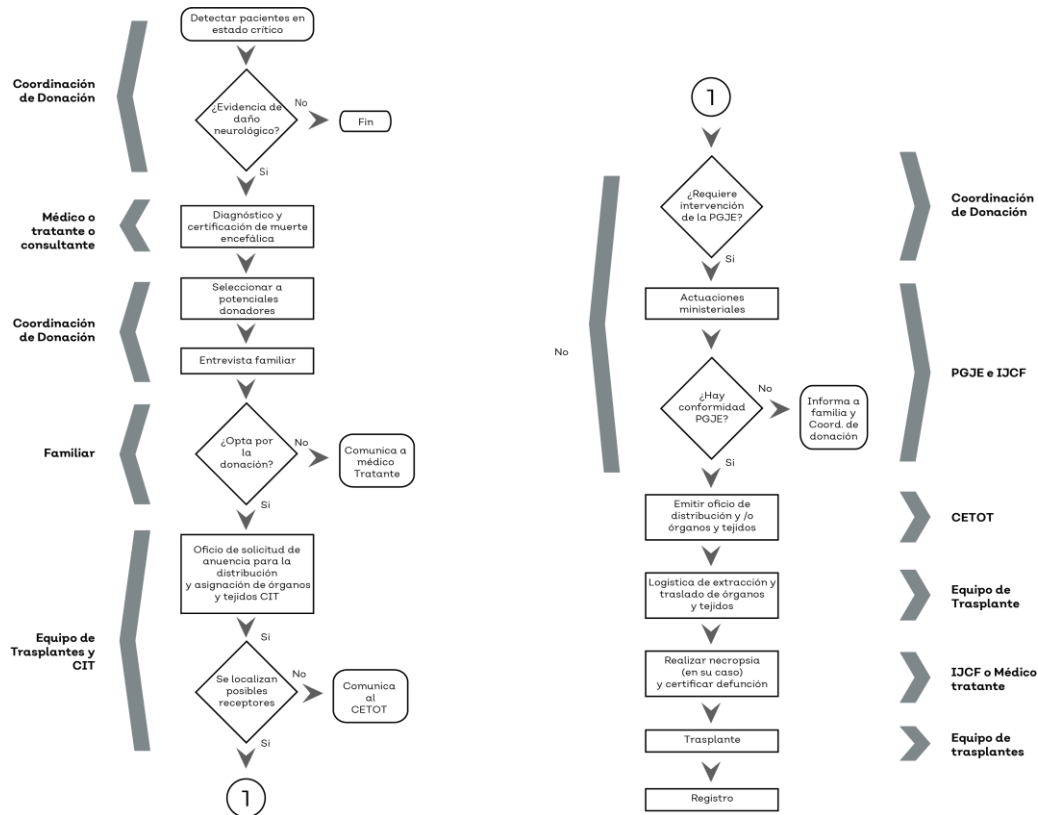 Detectar pacientes en
estado crítico
Coordinación
de Donación
¿Evidencia de
daño
neurológico?
No
Fin
Si
Médico o
tratante o
consultante
Diagnóstico y
certificación de muerte
encefálica
Seleccionar a
potenciales
donadores
Coordinación
de Donación
Entrevista familiar
Familiar
¿Opta por
la
donación?
No
Comunica a
médico
Tratante
Si
Oficio de solicitud de
anuencia para la
distribución
y asignación de órganos
y tejidos CIT
Equipo de
Trasplantes y
CIT
Si
Se localizan
posibles
receptores
No
Comunica
al
CETOT
Si
1
1
¿Requiere
intervención
de la PGJE?
Coordinación
de Donación
Si
No
Actuaciones
ministeriales
PGJE e IJCF
¿Hay
conformidad
PGJE?
No
Informa a
familia y
Coord. de
donación
Si
Emitir oficio de
distribución y /o
órganos y tejidos
CETOT
Logistica de extracción y
traslado de órganos
y tejidos
Equipo de
Trasplante
Realizar necropsia
(en su caso)
y certificar defunción
IJCF o Médico
tratante
Trasplante
Equipo de
trasplantes
Registro